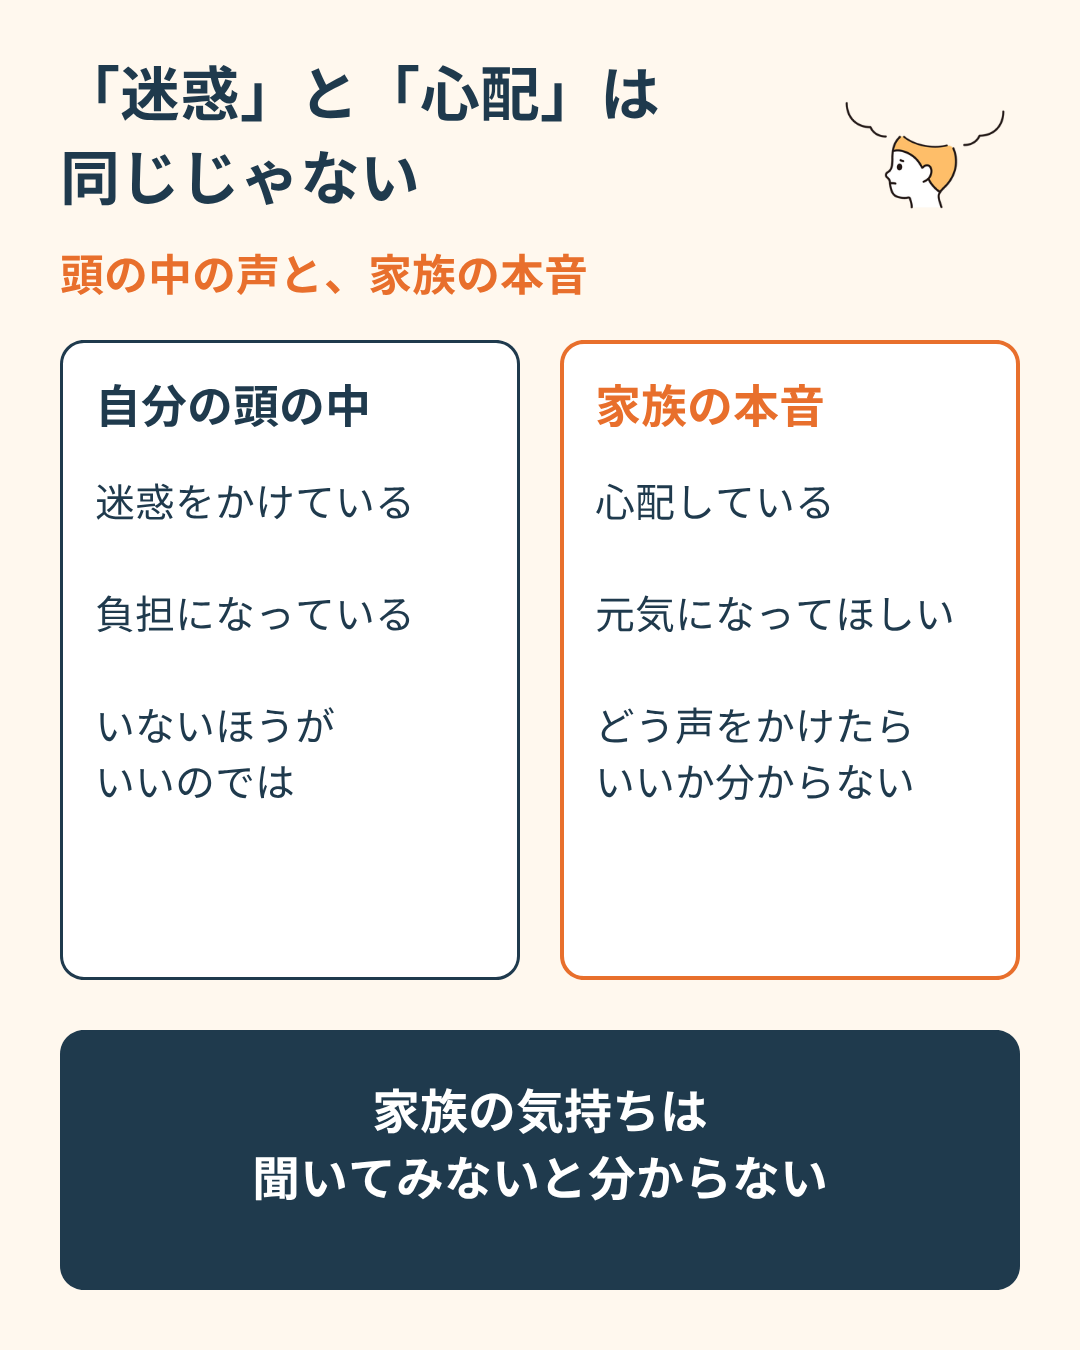 「迷惑」と「心配」は
同じじゃない
頭の中の声と、家族の本音
自分の頭の中
迷惑をかけている
負担になっている
いないほうが
いいのでは
家族の本音
心配している
元気になってほしい
どう声をかけたら
いいか分からない
家族の気持ちは
聞いてみないと分からない